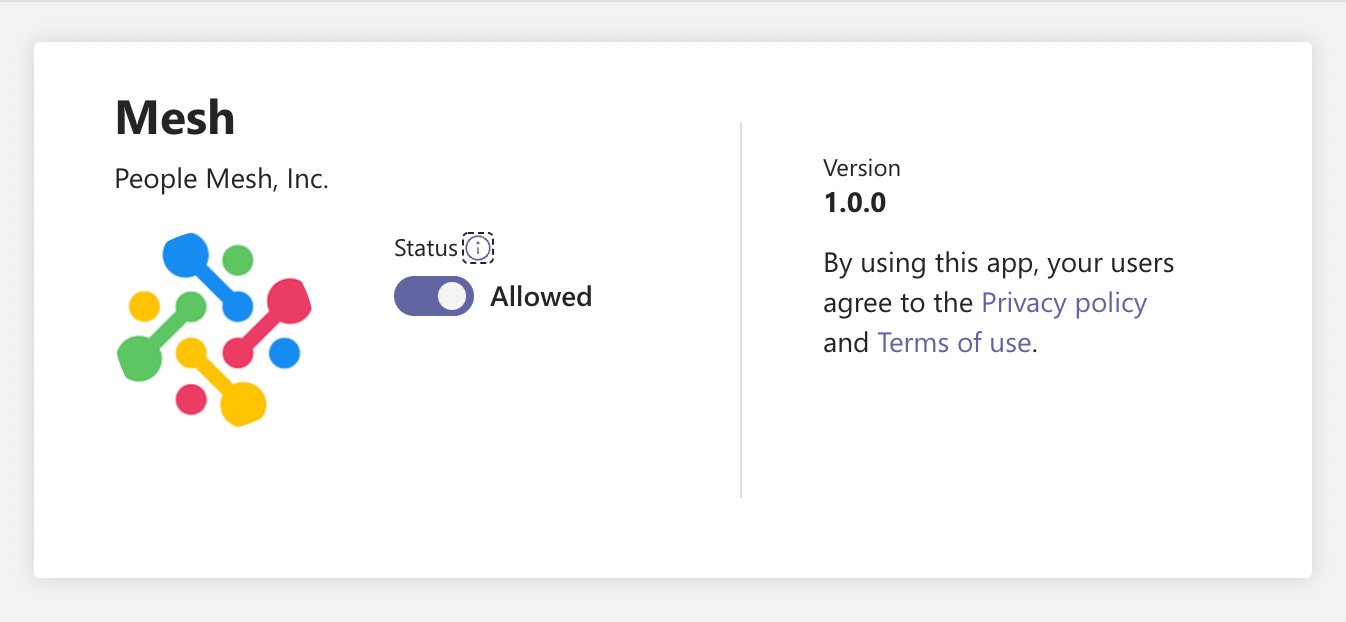 Mesh
People Mesh, Inc.
Status
Allowed
Version
1.0.0
By using this app, your users
agree to the Privacy policy
and Terms of use.